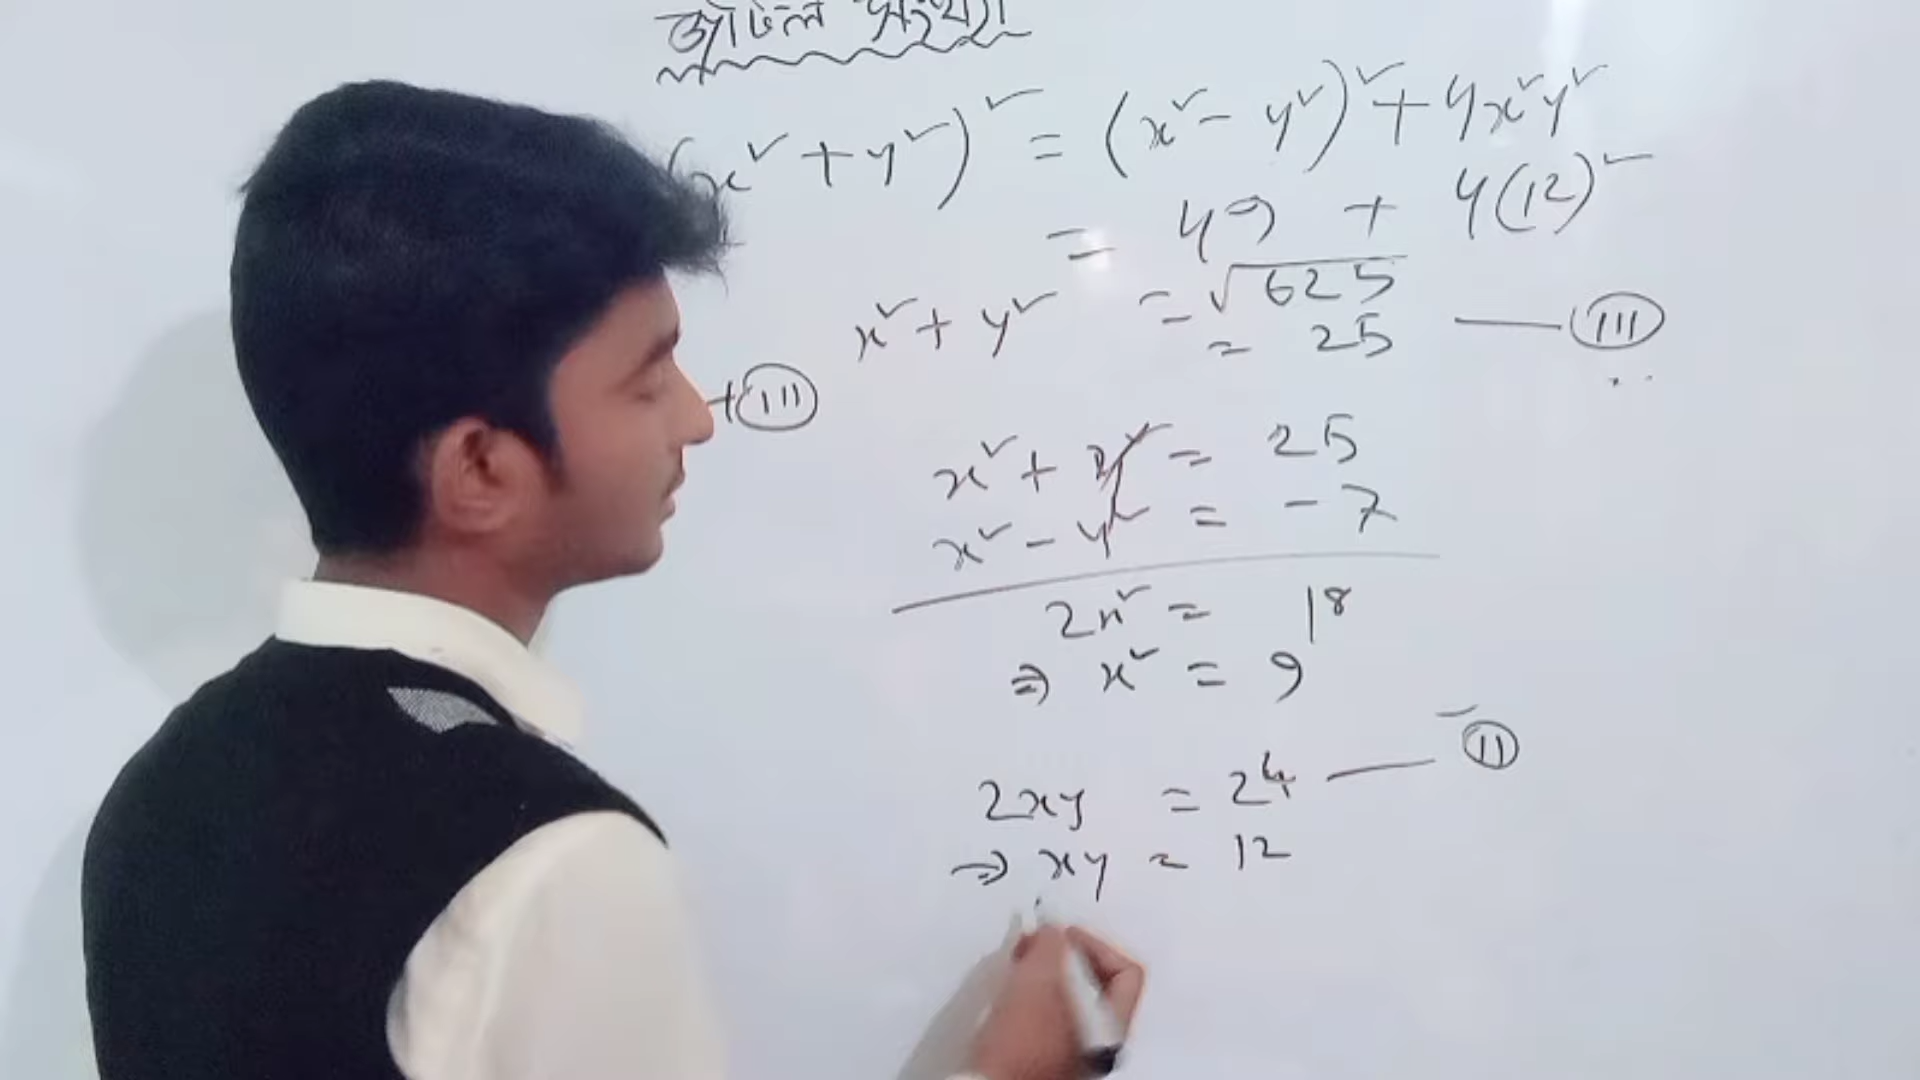 জটিল সংখ্যা
(x² + y²)² = (x² - y²)² + 4x²y²
= 49 + 4(12)²
x² + y² = √625
= 25 — (III)
+ (III)
x² + y² = 25
x² - y² = - 7
2x² = 18
⇒ x² = 9
2xy = 24 — (II)
⇒ xy = 12